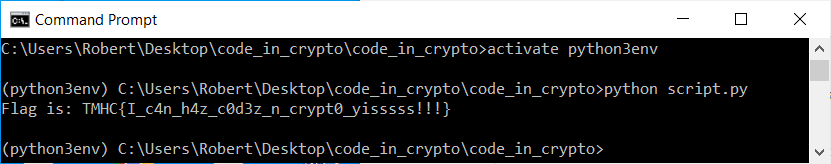 Command Prompt
C:\Users\Robert\Desktop\code_in_crypto\code_in_crypto>activate python3env
(python3env) C:\Users\Robert\Desktop\code_in_crypto\code_in_crypto>python script.py
Flag is: TMHC{I_c4n_h4z_c0d3z_n_crypt0_yisssss!!!}
(python3env) C:\Users\Robert\Desktop\code_in_crypto\code_in_crypto>